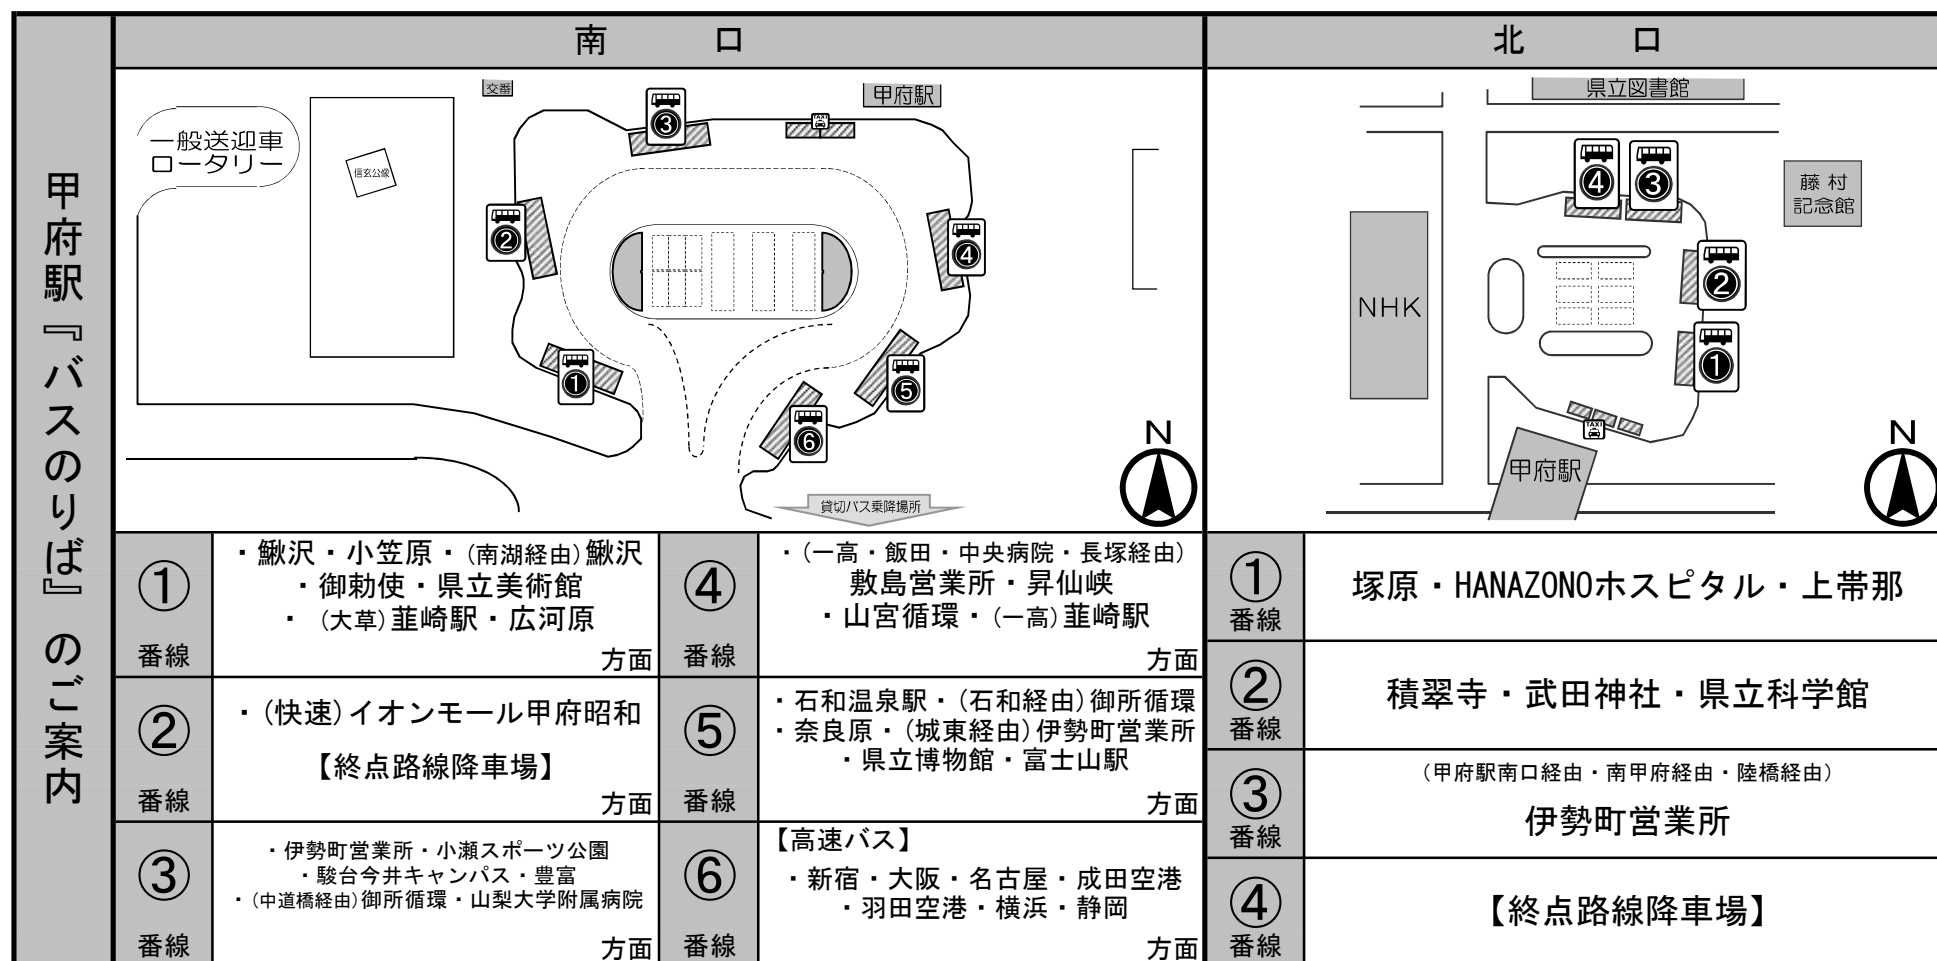 甲府駅『バスのりば』のご案内
南 口
交番
甲府駅
一般送迎車
ロータリー
信玄公像
TAXI
③
②
④
①
⑤
⑥
貸切バス乗降場所
N
①
番線
・鰍沢・小笠原・(南湖経由)鰍沢
・御勅使・県立美術館
・(大草)韮崎駅・広河原
方面
②
番線
・(快速)イオンモール甲府昭和
【終点路線降車場】
方面
③
番線
・伊勢町営業所・小瀬スポーツ公園
・駿台今井キャンパス・豊富
・(中道橋経由)御所循環・山梨大学附属病院
方面
④
番線
・(一高・飯田・中央病院・長塚経由)
敷島営業所・昇仙峡
・山宮循環・(一高)韮崎駅
方面
⑤
番線
・石和温泉駅・(石和経由)御所循環
・奈良原・(城東経由)伊勢町営業所
・県立博物館・富士山駅
方面
⑥
番線
【高速バス】
・新宿・大阪・名古屋・成田空港
・羽田空港・横浜・静岡
方面
北 口
県立図書館
④
③
藤村
記念館
②
NHK
①
TAXI
甲府駅
N
①
番線
塚原・HANAZONOホスピタル・上帯那
②
番線
積翠寺・武田神社・県立科学館
③
番線
(甲府駅南口経由・南甲府経由・陸橋経由)
伊勢町営業所
④
番線
【終点路線降車場】